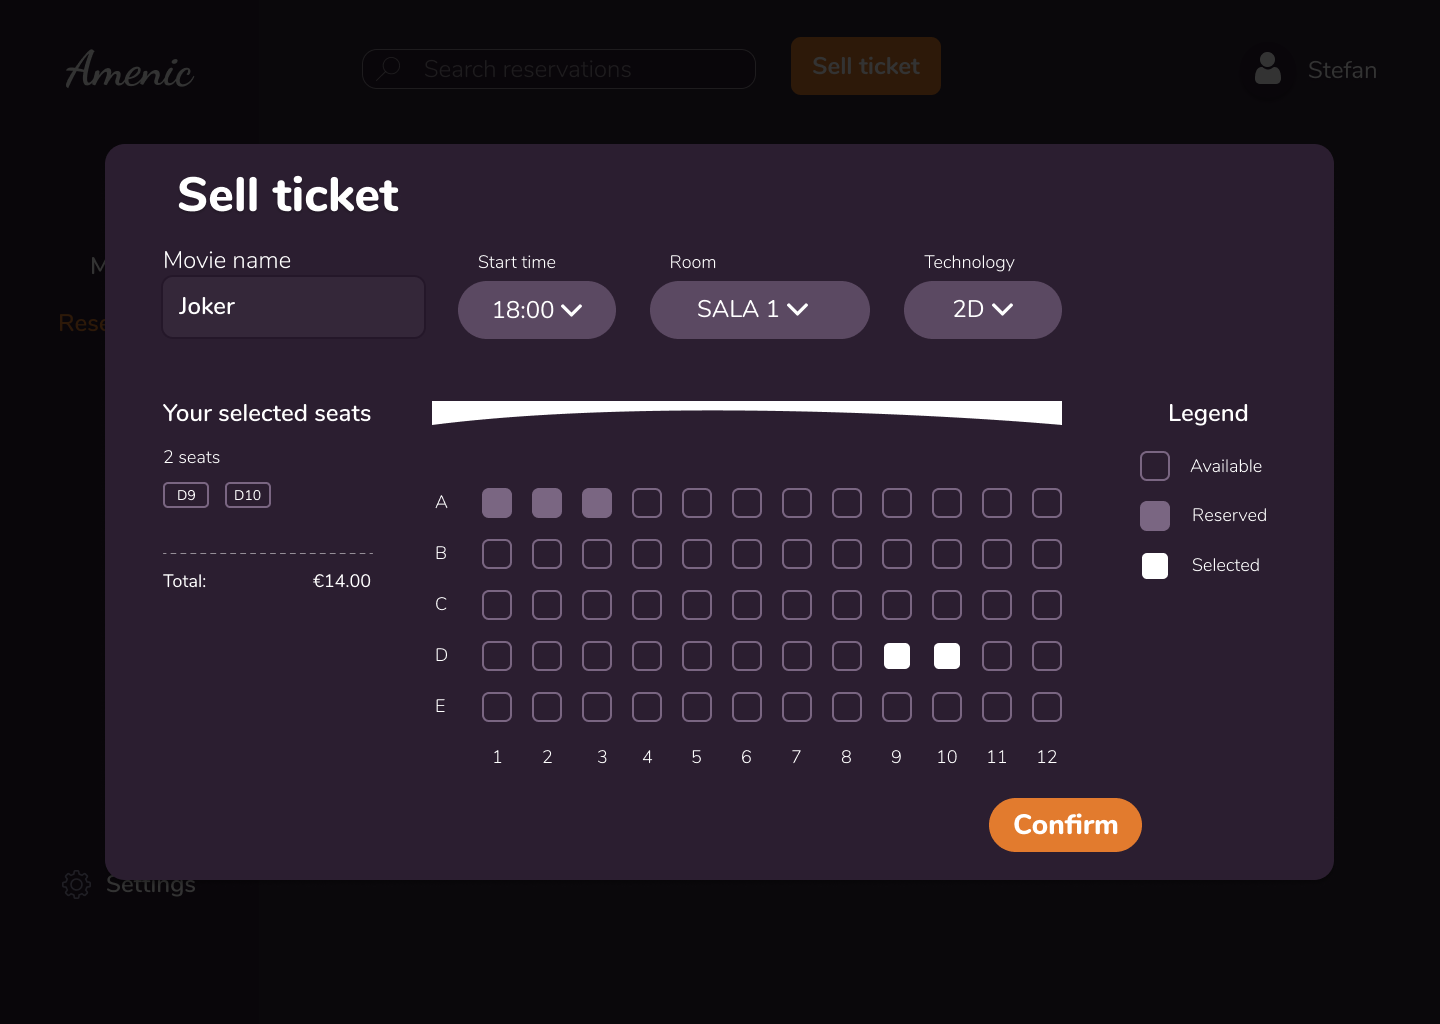 Amenic
Search reservations
Sell ticket
Stefan
Sell ticket
Movie name
Start time
Room
Technology
Joker
18:00
SALA 1
2D
Your selected seats
Legend
2 seats
D9 D10
Available
Reserved
Selected
Total: €14.00
A
B
C
D
E
1 2 3 4 5 6 7 8 9 10 11 12
Confirm
Settings